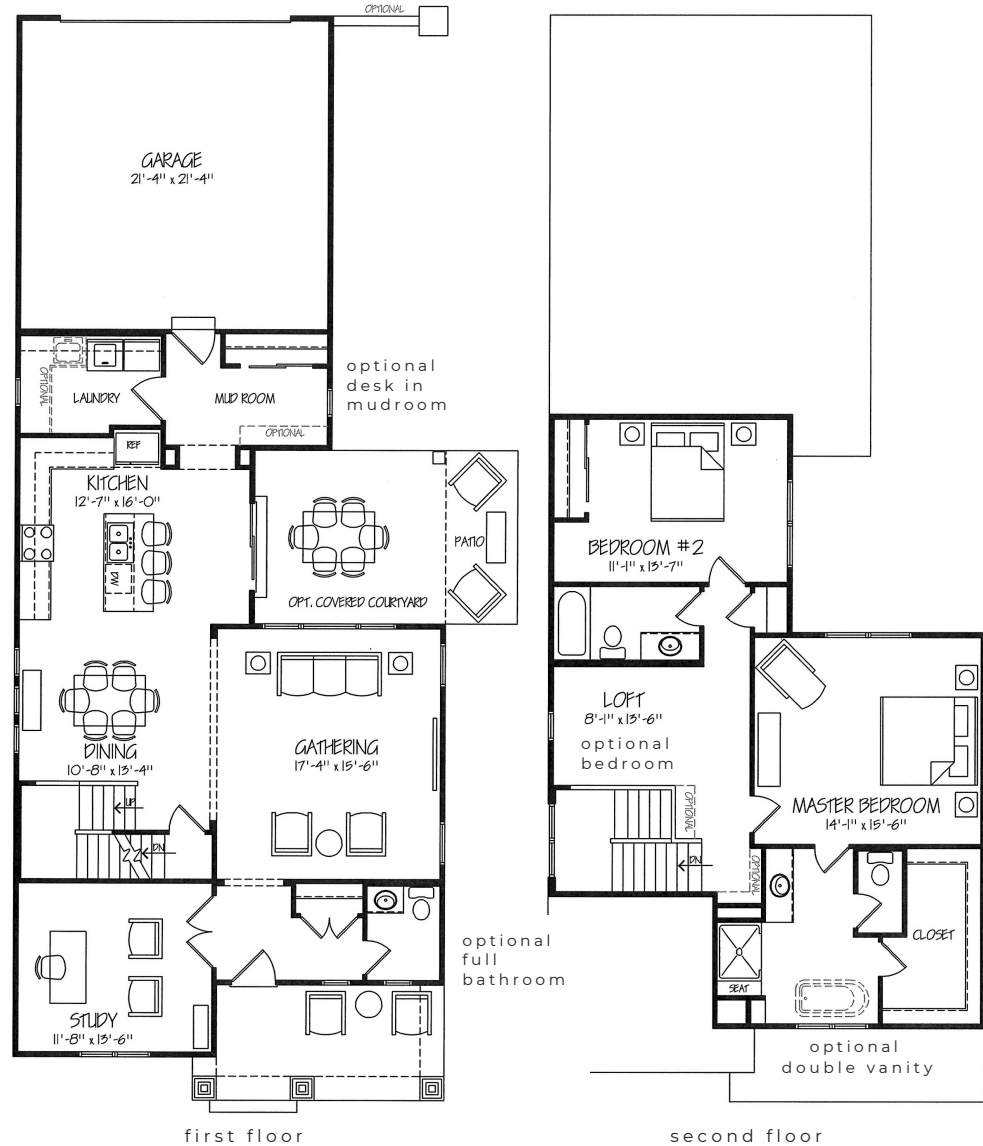 OPTIONAL
GARAGE
21'-4" x 21'-4"
OPTIONAL
LAUNDRY
MUD ROOM
OPTIONAL
optional
desk in
mudroom
REF
KITCHEN
12'-7" x 16'-0"
DW
PATIO
OPT. COVERED COURTYARD
DINING
10'-8" x 13'-4"
GATHERING
17'-4" x 15'-6"
UP
DN
optional
full
bathroom
STUDY
11'-8" x 13'-6"
first floor
BEDROOM #2
11'-1" x 13'-7"
LOFT
8'-1" x 13'-6"
optional
bedroom
OPTIONAL
MASTER BEDROOM
14'-1" x 15'-6"
DN
OPTIONAL
CLOSET
SEAT
optional
double vanity
second floor